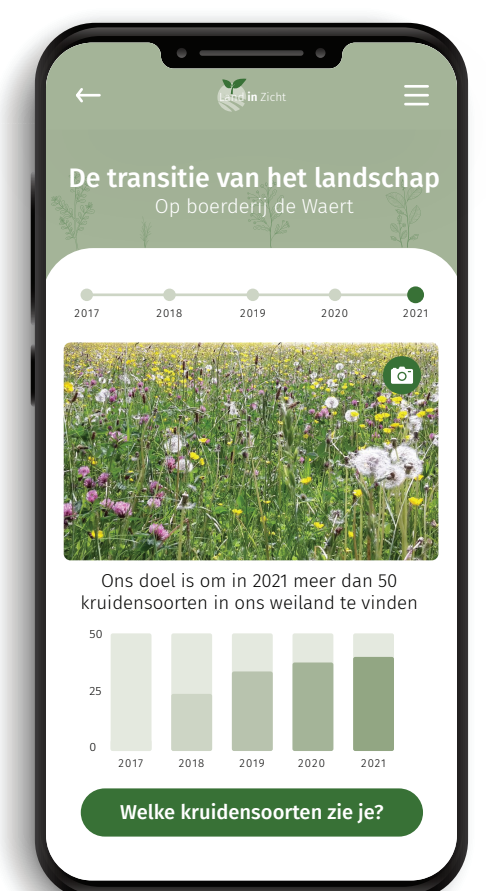 Land in Zicht
De transitie van het landschap
Op boerderij de Waert
2017 2018 2019 2020 2021
Ons doel is om in 2021 meer dan 50
kruidensoorten in ons weiland te vinden
50
25
0
2017 2018 2019 2020 2021
Welke kruidensoorten zie je?